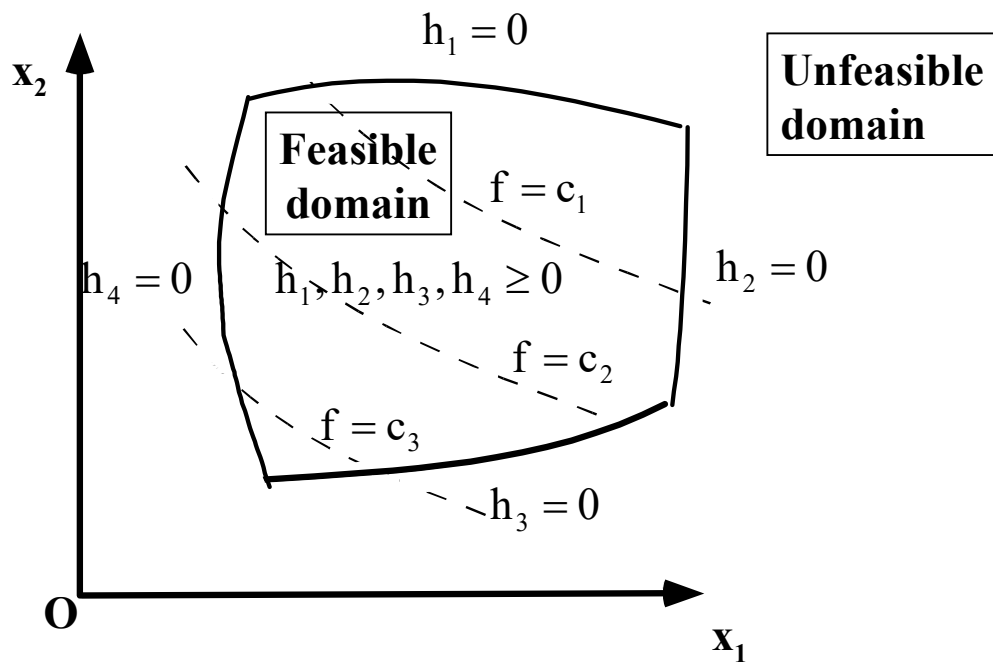 h₁ = 0
x₂
Unfeasible
domain
Feasible
domain
f = c₁
h₄ = 0
h₁, h₂, h₃, h₄ ≥ 0
h₂ = 0
f = c₂
f = c₃
h₃ = 0
O
x₁